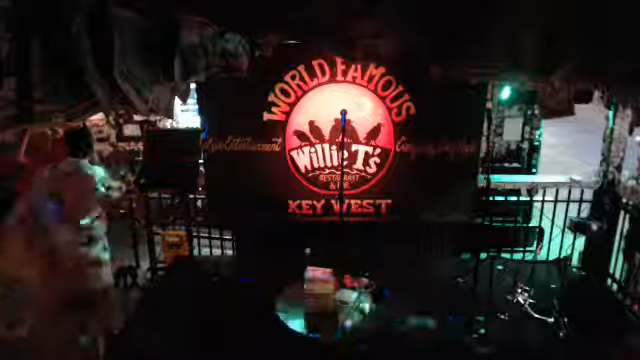 WORLD FAMOUS
Live Entertainment
Willie T's
RESTAURANT
& BAR
KEY WEST